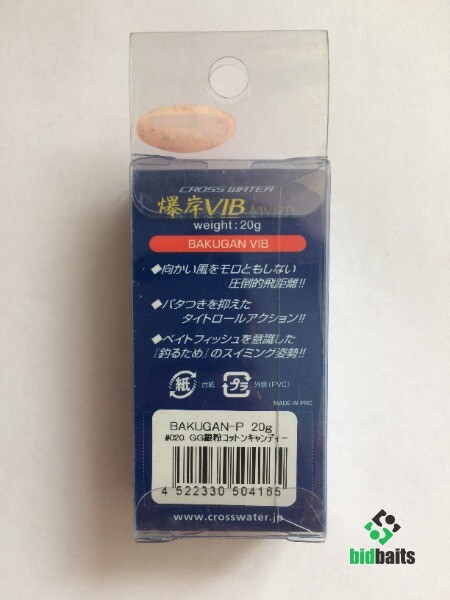 CROSS WATER
爆岸VIB MV-20
weight:20g
BAKUGAN VIB
◆向かい風をモロともしない
圧倒的飛距離!!
◆バタつきを抑えた
タイトロールアクション!!
◆ベイトフィッシュを意識した
「釣るため」のスイミング姿勢!!
紙 台紙 プラ 外装(PVC)
MADE IN PRC
BAKUGAN-P 20g
#020 GG銀粉コットンキャンディー
4 522330 504165
www.crosswater.jp
bidbaits